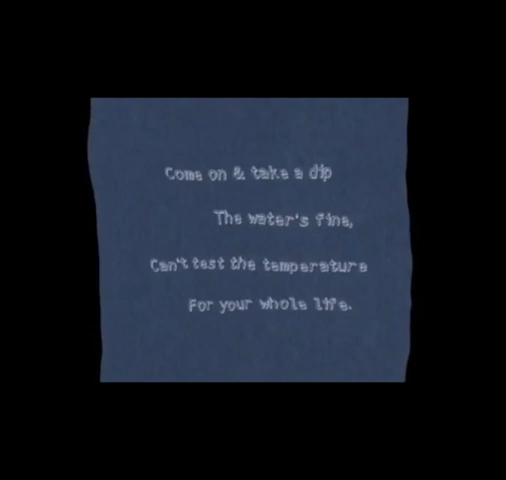 Come on & take a dip
The water's fine,
Can't test the temperature
For your whole life.